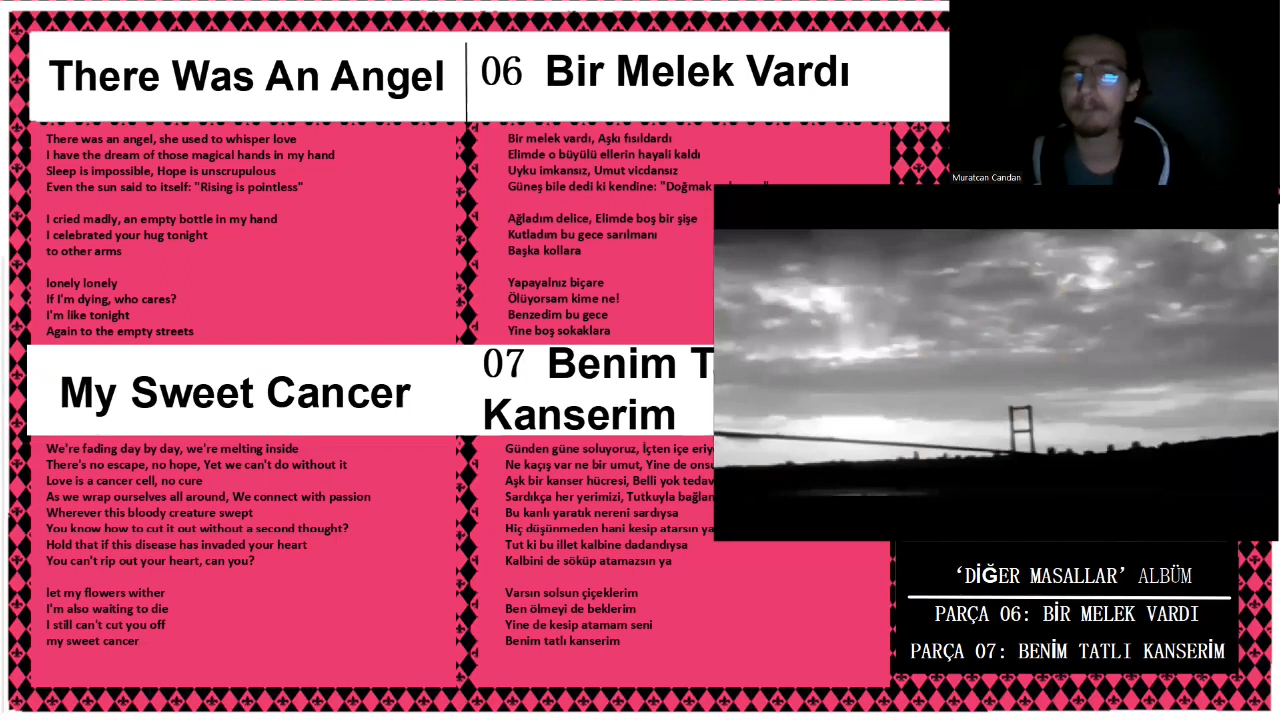 There Was An Angel
06 Bir Melek Vardı
There was an angel, she used to whisper love
I have the dream of those magical hands in my hand
Sleep is impossible, Hope is unscrupulous
Even the sun said to itself: "Rising is pointless"
I cried madly, an empty bottle in my hand
I celebrated your hug tonight
to other arms
lonely lonely
If I'm dying, who cares?
I'm like tonight
Again to the empty streets
Bir melek vardı, Aşkı fısıldardı
Elimde o büyülü ellerin hayali kaldı
Uyku imkansız, Umut vicdansız
Güneş bile dedi ki kendine: "Doğmak
Ağladım delice, Elimde boş bir şişe
Kutladım bu gece sarılmanı
Başka kollara
Yapayalnız biçare
Ölüyorsam kime ne!
Benzedim bu gece
Yine boş sokaklara
My Sweet Cancer
07 Benim T
Kanserim
We're fading day by day, we're melting inside
There's no escape, no hope, Yet we can't do without it
Love is a cancer cell, no cure
As we wrap ourselves all around, We connect with passion
Wherever this bloody creature swept
You know how to cut it out without a second thought?
Hold that if this disease has invaded your heart
You can't rip out your heart, can you?
let my flowers wither
I'm also waiting to die
I still can't cut you off
my sweet cancer
Günden güne soluyoruz, İçten içe eriy
Ne kaçış var ne bir umut, Yine de onsu
Aşk bir kanser hücresi, Belli yok tedav
Sardıkça her yerimizi, Tutkuyla bağlan
Bu kanlı yaratık nereni sardıysa
Hiç düşünmeden hani kesip atarsın ya
Tut ki bu illet kalbine dadandıysa
Kalbini de söküp atamazsın ya
Varsın solsun çiçeklerim
Ben ölmeyi de beklerim
Yine de kesip atamam seni
Benim tatlı kanserim
Muratcan Candan
‘DİĞER MASALLAR’ ALBÜM
PARÇA 06: BİR MELEK VARDI
PARÇA 07: BENİM TATLI KANSERİM